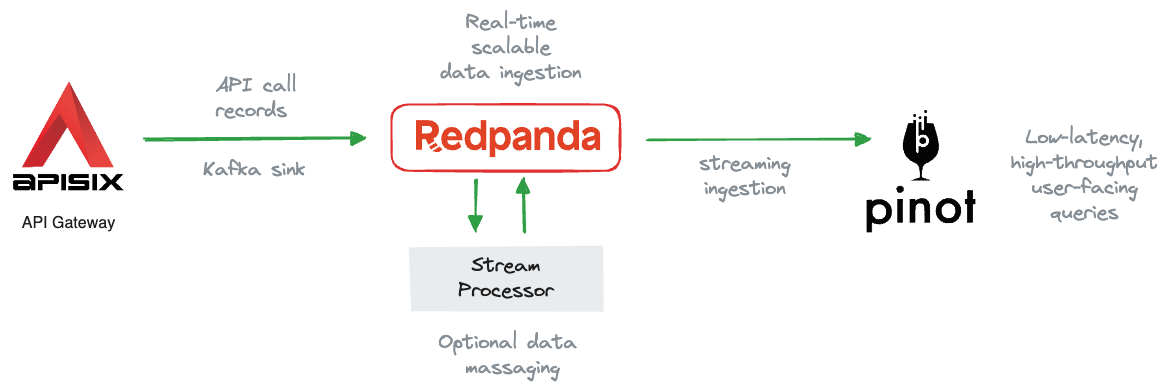 APISIX
API Gateway
API call
records
Kafka sink
Real-time
scalable
data ingestion
Redpanda
Stream
Processor
Optional data
massaging
streaming
ingestion
p
pinot
Low-latency,
high-throughput
user-facing
queries